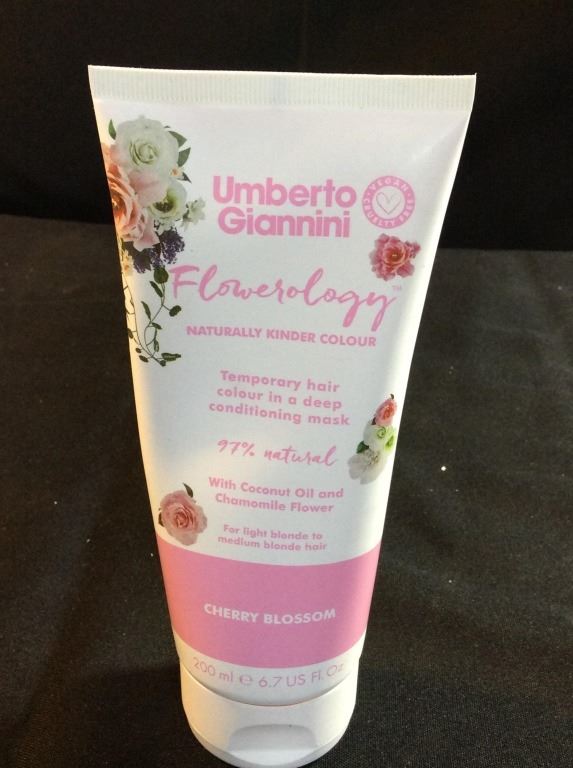 Umberto
Giannini
VEGAN
CRUELTY FREE
Flowerology™
NATURALLY KINDER COLOUR
Temporary hair
colour in a deep
conditioning mask
97% natural
With Coconut Oil and
Chamomile Flower
For light blonde to
medium blonde hair
CHERRY BLOSSOM
200 ml ℮ 6.7 US Fl. Oz